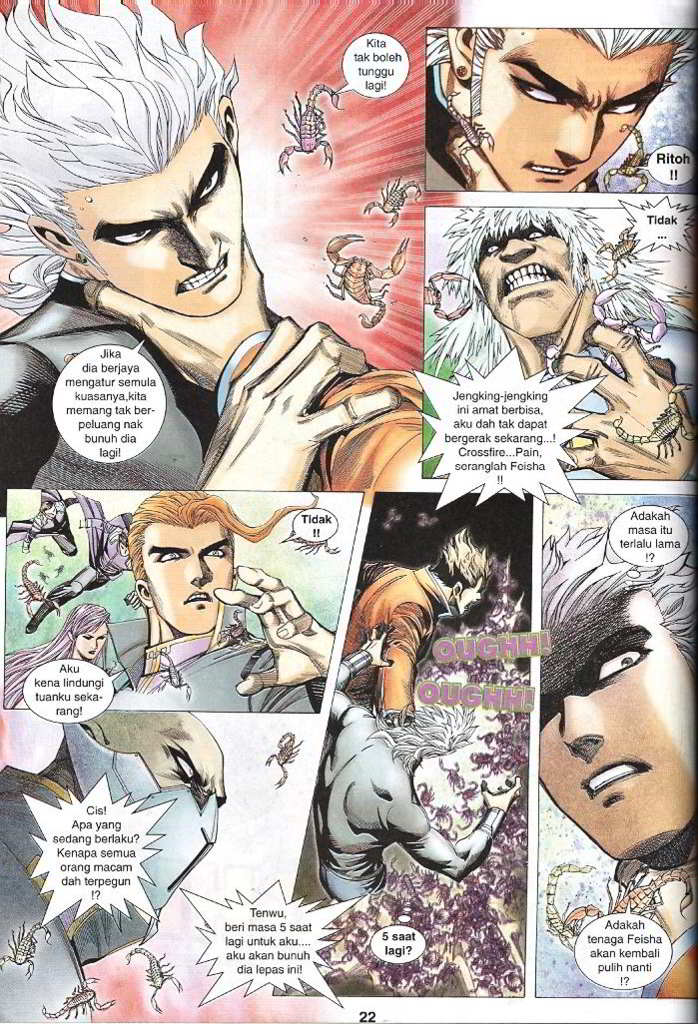 Kita
tak boleh
tunggu
lagi!
Jika
dia berjaya
mengatur semula
kuasanya,kita
memang tak ber-
peluang nak
bunuh dia
lagi!
Ritoh
!!
Tidak
...
Jengking-jengking
ini amat berbisa,
aku dah tak dapat
bergerak sekarang...!
Crossfire...Pain,
seranglah Feisha
!!
Tidak
!!
Aku
kena lindungi
tuanku seka-
rang!
OUGHH!
OUGHH!
Adakah
masa itu
terlalu lama
!?
Cis!
Apa yang
sedang berlaku?
Kenapa semua
orang macam
dah terpegun
!?
Tenwu,
beri masa 5 saat
lagi untuk aku....
aku akan bunuh
dia lepas ini!
5 saat
lagi?
Adakah
tenaga Feisha
akan kembali
pulih nanti
!?
22